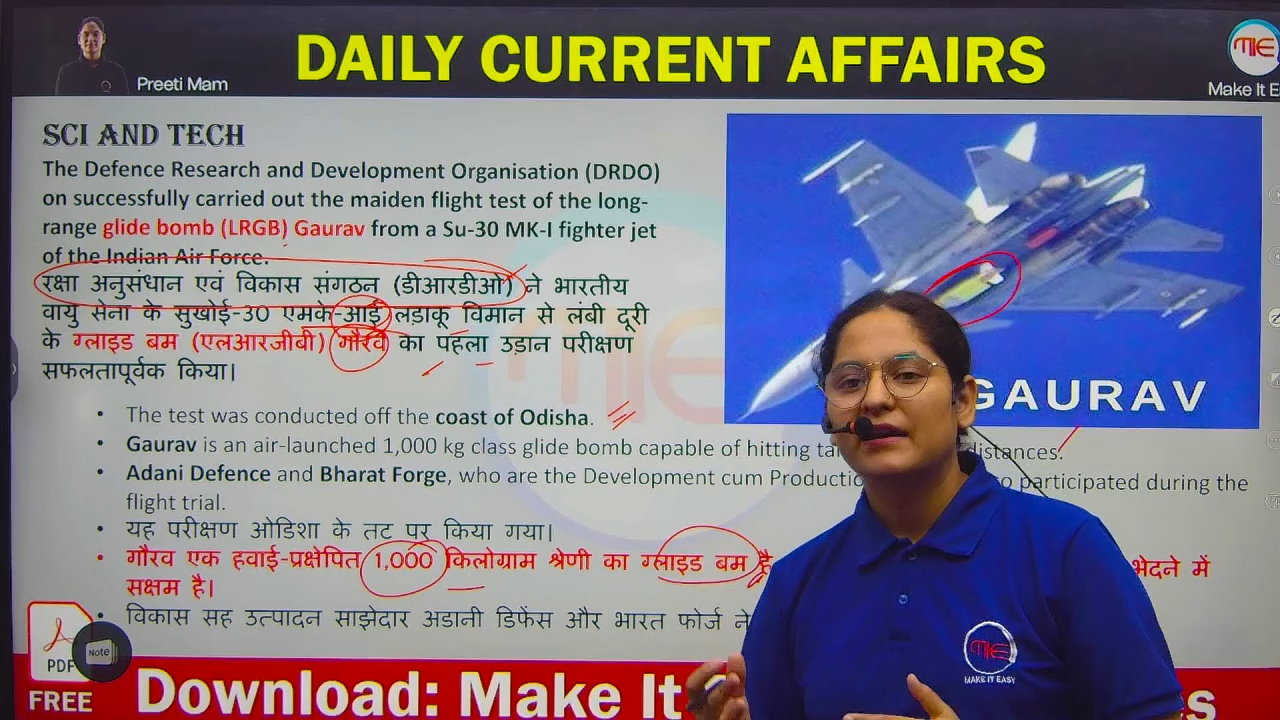 DAILY CURRENT AFFAIRS
Preeti Mam
MIE
Make It E
SCI AND TECH
The Defence Research and Development Organisation (DRDO)
on successfully carried out the maiden flight test of the long-
range glide bomb (LRGB) Gaurav from a Su-30 MK-I fighter jet
of the Indian Air Force.
रक्षा अनुसंधान एवं विकास संगठन (डीआरडीओ) ने भारतीय
वायु सेना के सुखोई-30 एमके-आई लड़ाकू विमान से लंबी दूरी
के ग्लाइड बम (एलआरजीबी) गौरव का पहला उड़ान परीक्षण
सफलतापूर्वक किया।
GAURAV
• The test was conducted off the coast of Odisha.
• Gaurav is an air-launched 1,000 kg class glide bomb capable of hitting distances.
• Adani Defence and Bharat Forge, who are the Development cum Productio participated during the
flight trial.
• यह परीक्षण ओडिशा के तट पर किया गया।
• गौरव एक हवाई-प्रक्षेपित 1,000 किलोग्राम श्रेणी का ग्लाइड बम है भेदने में
सक्षम है।
• विकास सह उत्पादन साझेदार अडानी डिफेंस और भारत फोर्ज ने
PDF
Note
FREE
Download: Make It
MIE
MAKE IT EASY